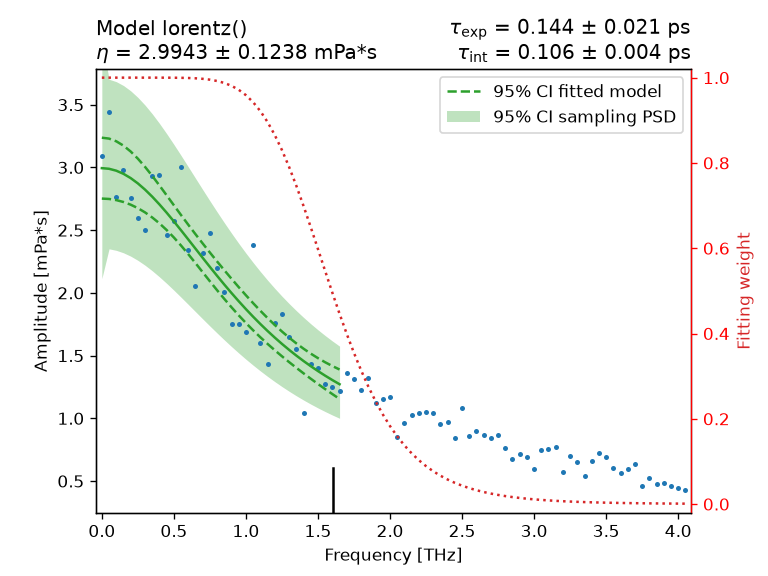 Model lorentz()
η = 2.9943 ± 0.1238 mPa*s
τexp = 0.144 ± 0.021 ps
τint = 0.106 ± 0.004 ps
95% CI fitted model
95% CI sampling PSD
Amplitude [mPa*s]
3.5
3.0
2.5
2.0
1.5
1.0
0.5
1.0
0.8
0.6
0.4
0.2
0.0
Fitting weight
0.0 0.5 1.0 1.5 2.0 2.5 3.0 3.5 4.0
Frequency [THz]